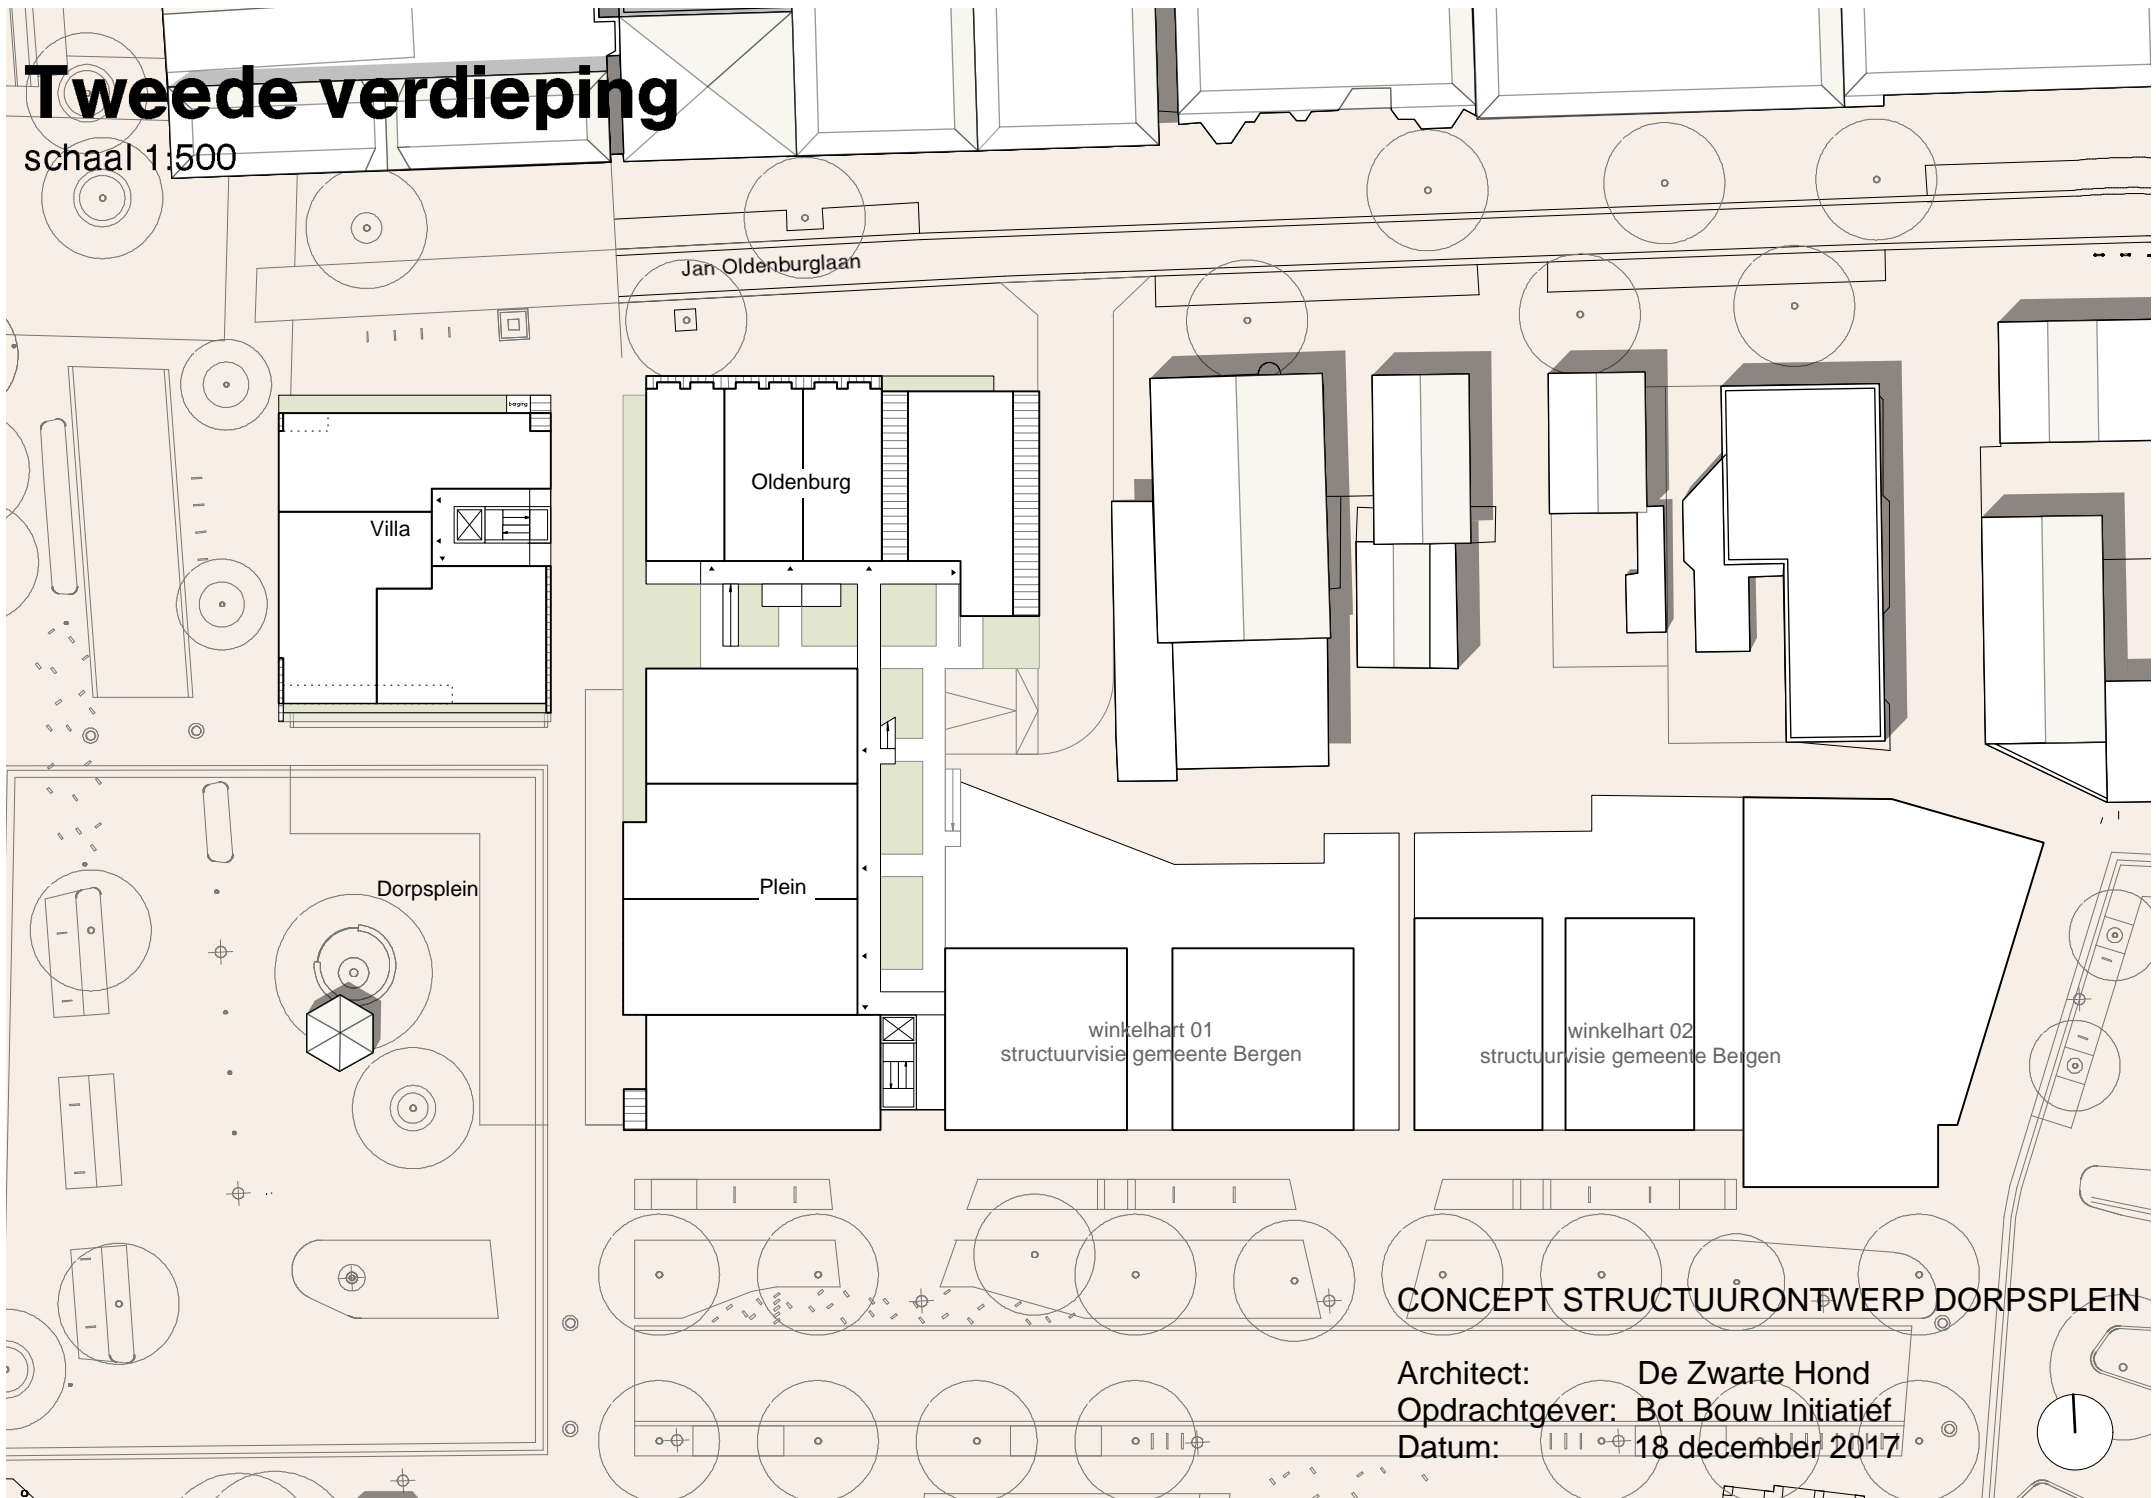 Tweede verdieping
schaal 1:500
Jan Oldenburglaan
berging
Oldenburg
Villa
Dorpsplein
Plein
winkelhart 01
structuurvisie gemeente Bergen
winkelhart 02
structuurvisie gemeente Bergen
CONCEPT STRUCTUURONTWERP DORPSPLEIN
Architect: De Zwarte Hond
Opdrachtgever: Bot Bouw Initiatief
Datum: 18 december 2017